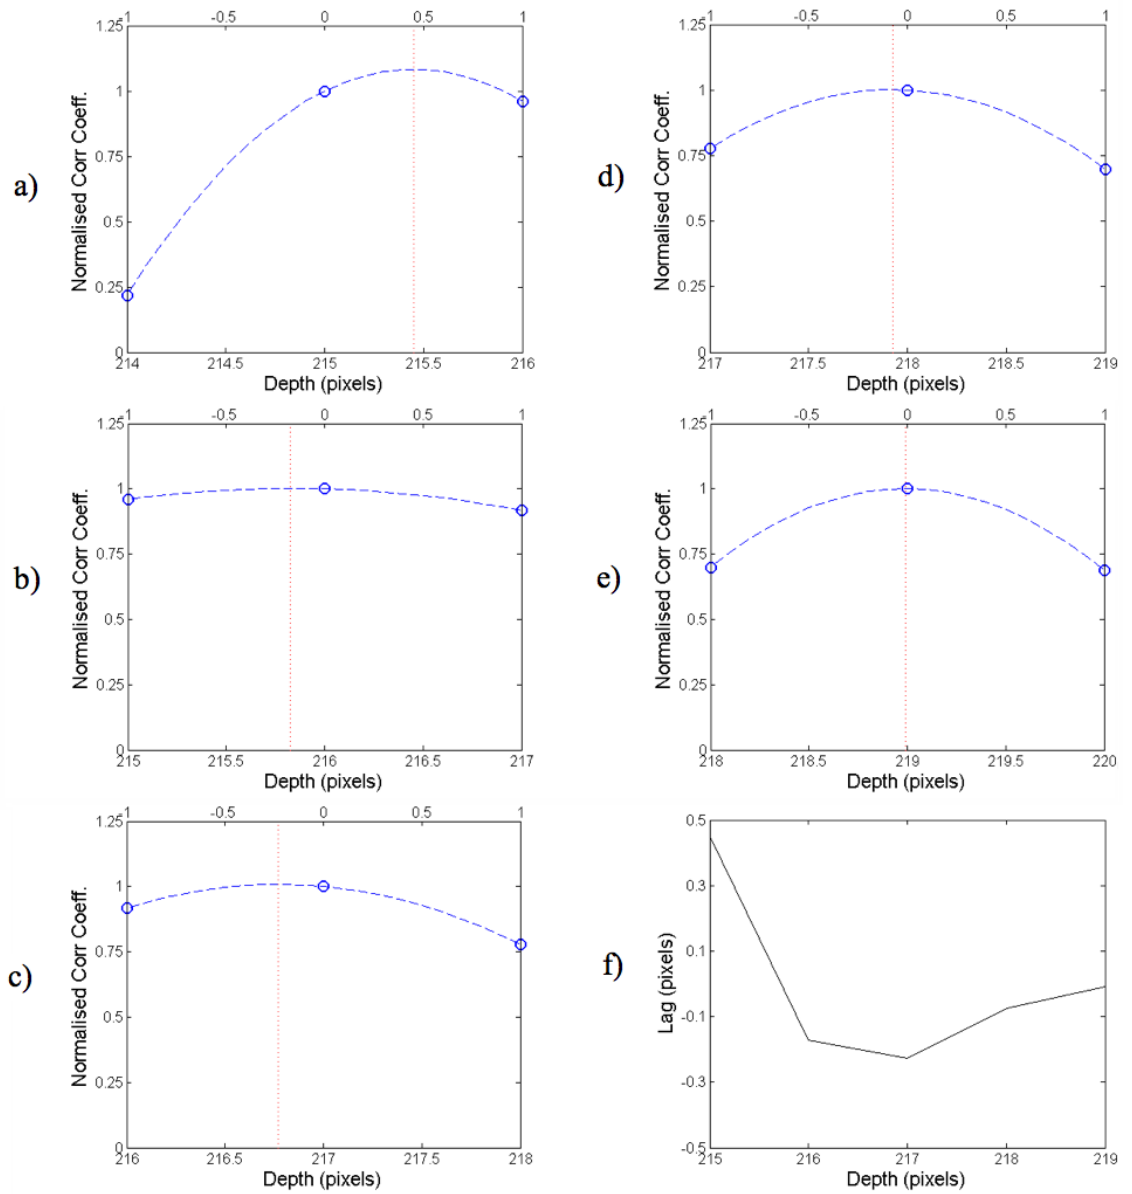 a)
-1 -0.5 0 0.5 1
1.25
1
0.75
0.5
0.25
0
Normalised Corr Coeff.
214 214.5 215 215.5 216
Depth (pixels)
b)
-1 -0.5 0 0.5 1
1.25
1
0.75
0.5
0.25
0
Normalised Corr Coeff.
215 215.5 216 216.5 217
Depth (pixels)
c)
-1 -0.5 0 0.5 1
1.25
1
0.75
0.5
0.25
0
Normalised Corr Coeff.
216 216.5 217 217.5 218
Depth (pixels)
d)
-1 -0.5 0 0.5 1
1.25
1
0.75
0.5
0.25
0
Normalised Corr Coeff.
217 217.5 218 218.5 219
Depth (pixels)
e)
-1 -0.5 0 0.5 1
1.25
1
0.75
0.5
0.25
0
Normalised Corr Coeff.
218 218.5 219 219.5 220
Depth (pixels)
f)
0.5
0.3
0.1
-0.1
-0.3
-0.5
Lag (pixels)
215 216 217 218 219
Depth (pixels)